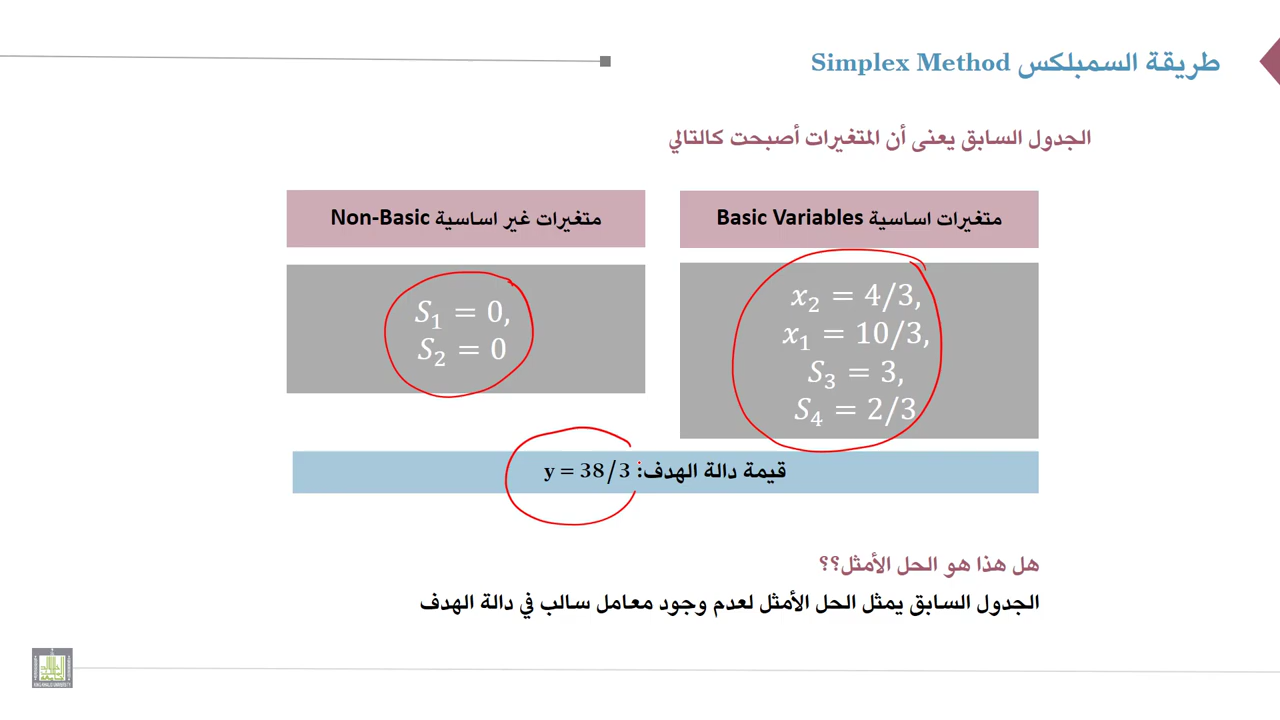 طريقة السمبلكس Simplex Method
الجدول السابق يعنى أن المتغيرات أصبحت كالتالي
متغيرات اساسية Basic Variables
x₂ = 4/3,
x₁ = 10/3,
S₃ = 3,
S₄ = 2/3
متغيرات غير اساسية Non-Basic
S₁ = 0,
S₂ = 0
قيمة دالة الهدف: y = 38/3
هل هذا هو الحل الأمثل؟؟
الجدول السابق يمثل الحل الأمثل لعدم وجود معامل سالب في دالة الهدف